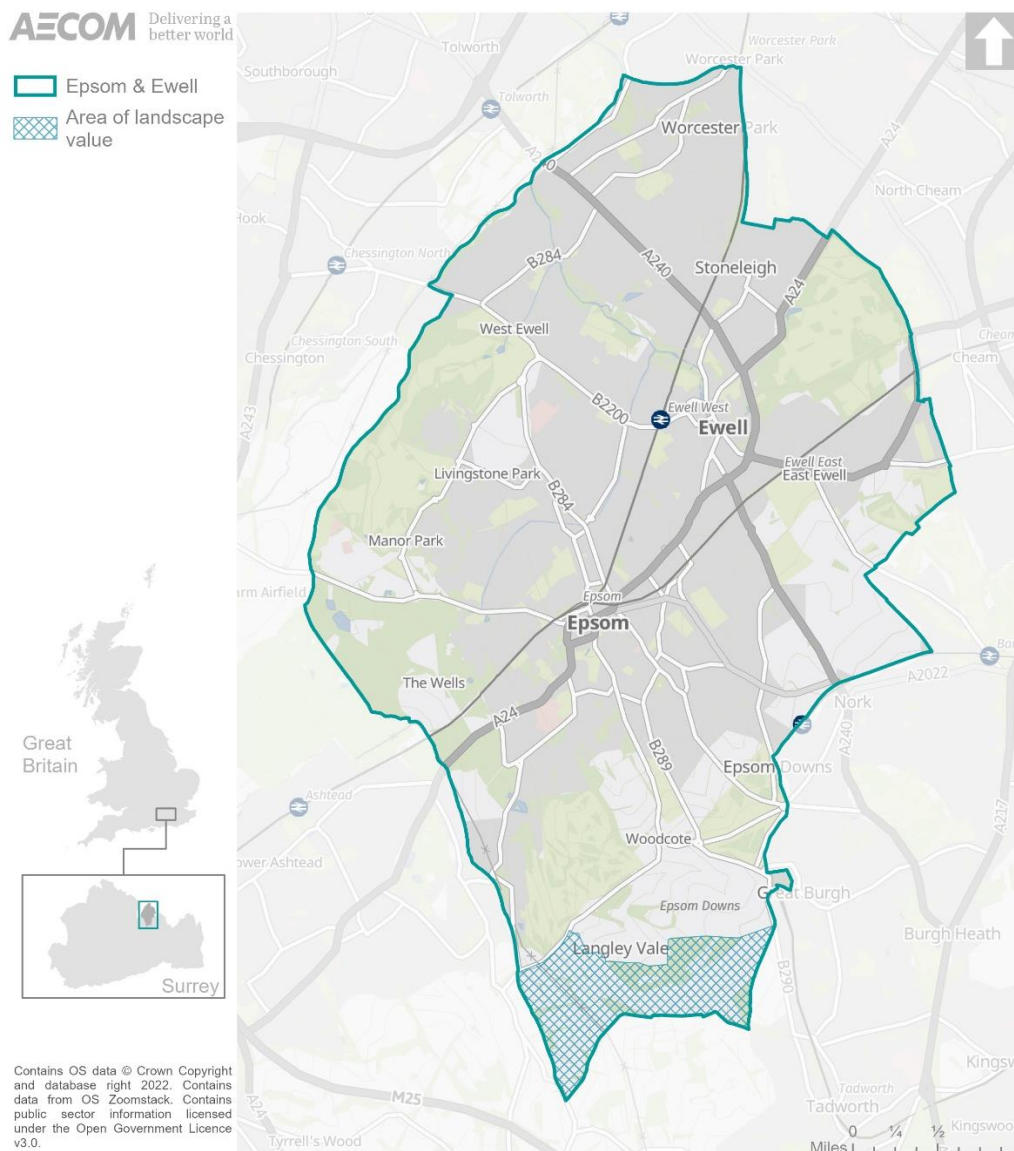 AECOM
Delivering a
better world
Epsom & Ewell
Area of landscape
value
Worcester Park
Worcester Park
Tolworth
Southborough
Tolworth
Worcester Park
A24
A240
North Cheam
Hook
Chessington North
B284
A240
Stoneleigh
A24
West Ewell
Chessington South
Chessington
Cheam
Cheam
A243
B2200
Ewell West
Ewell
Livingstone Park
Ewell East
East Ewell
B284
Manor Park
Epsom
Epsom
The Wells
A2022
Nork
A24
A240
B289
Epsom Downs
A217
Ashtead
Woodcote
Great Burgh
Epsom Downs
Burgh Heath
Langley Vale
B290
M25
A24
Tadworth
Tadworth
Kingswood
Tyrrell's Wood
Miles
0 ¼ ½
Great
Britain
Surrey
Contains OS data © Crown Copyright
and database right 2022. Contains
data from OS Zoomstack. Contains
public sector information licensed
under the Open Government Licence
v3.0.